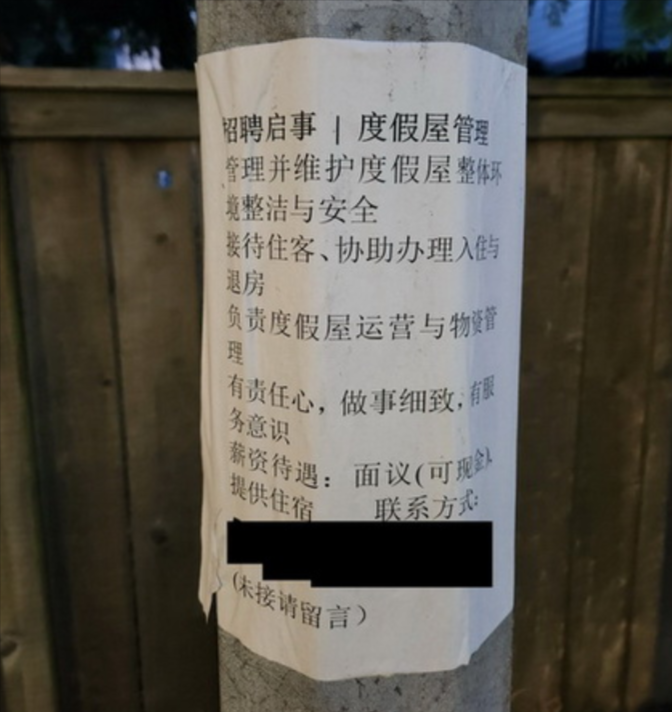 招聘启事 | 度假屋管理
管理并维护度假屋整体环
境整洁与安全
接待住客、协助办理入住与
退房
负责度假屋运营与物资管
理
有责任心，做事细致，有服
务意识
薪资待遇：面议(可现金)
提供住宿 联系方式:
(未接请留言)